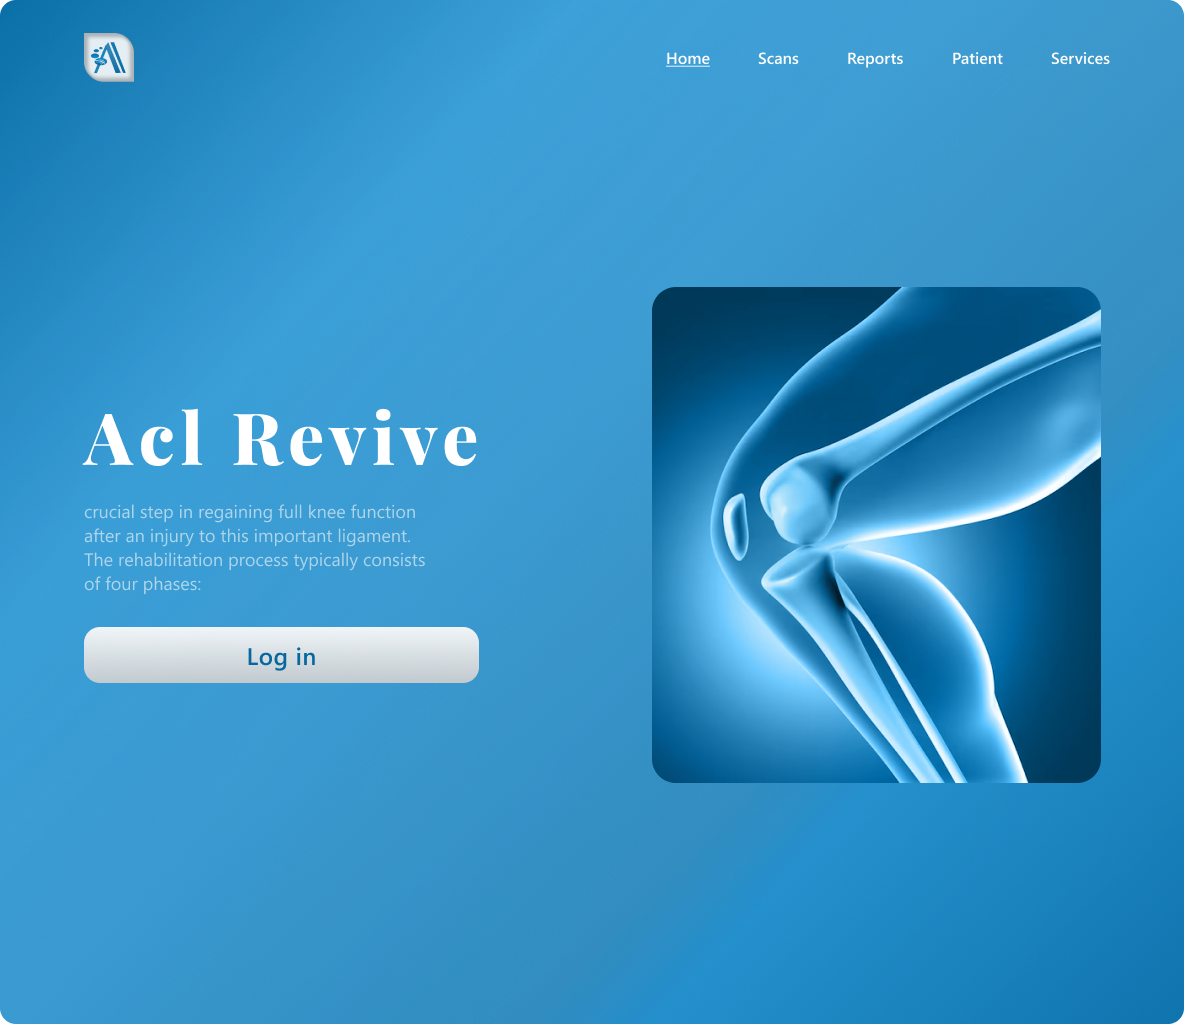 Home Scans Reports Patient Services
Acl Revive
crucial step in regaining full knee function
after an injury to this important ligament.
The rehabilitation process typically consists
of four phases:
Log in